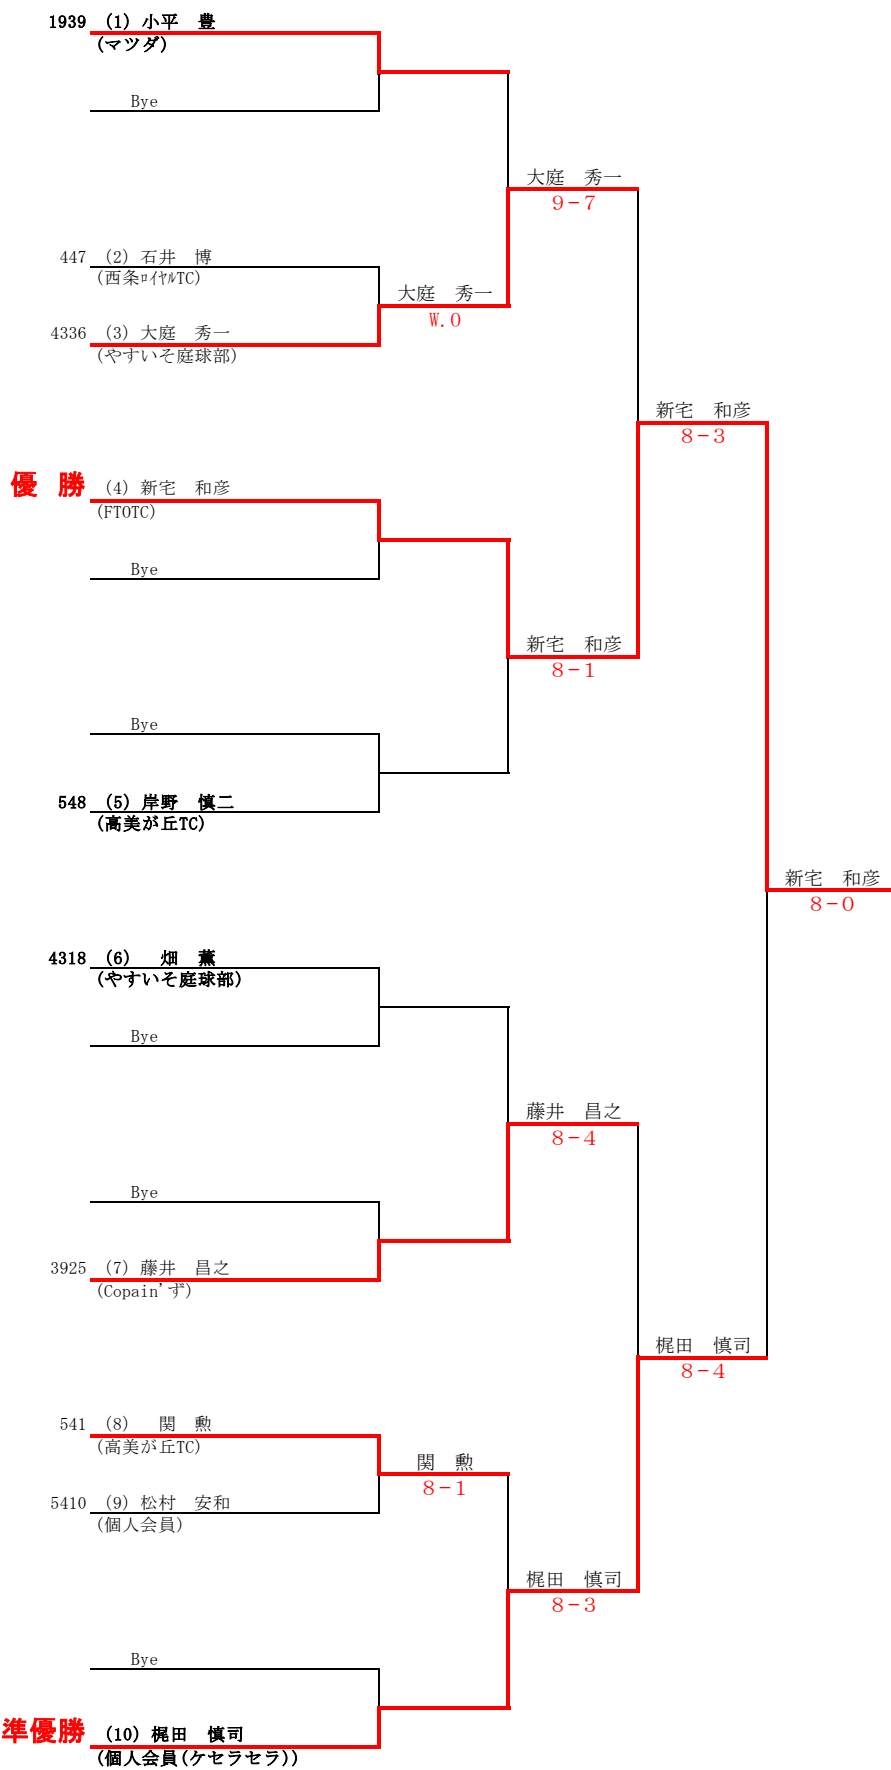 1939 (1) 小平　豊
(マツダ)
Bye
大庭　秀一
９－７
447 (2) 石井　博
(西条ﾛｲﾔﾙTC)
大庭　秀一
W.O
4336 (3) 大庭　秀一
(やすいそ庭球部)
新宅　和彦
８－３
優　勝 (4) 新宅　和彦
(FTOTC)
Bye
新宅　和彦
８－１
Bye
548 (5) 岸野　慎二
(高美が丘TC)
新宅　和彦
８－０
4318 (6)　畑　薫
(やすいそ庭球部)
Bye
藤井　昌之
８－４
Bye
3925 (7) 藤井　昌之
(Copain'ず)
梶田　慎司
８－４
541 (8)　関　勲
(高美が丘TC)
関　勲
８－１
5410 (9) 松村　安和
(個人会員)
梶田　慎司
８－３
Bye
準優勝 (10) 梶田　慎司
(個人会員(ケセラセラ))